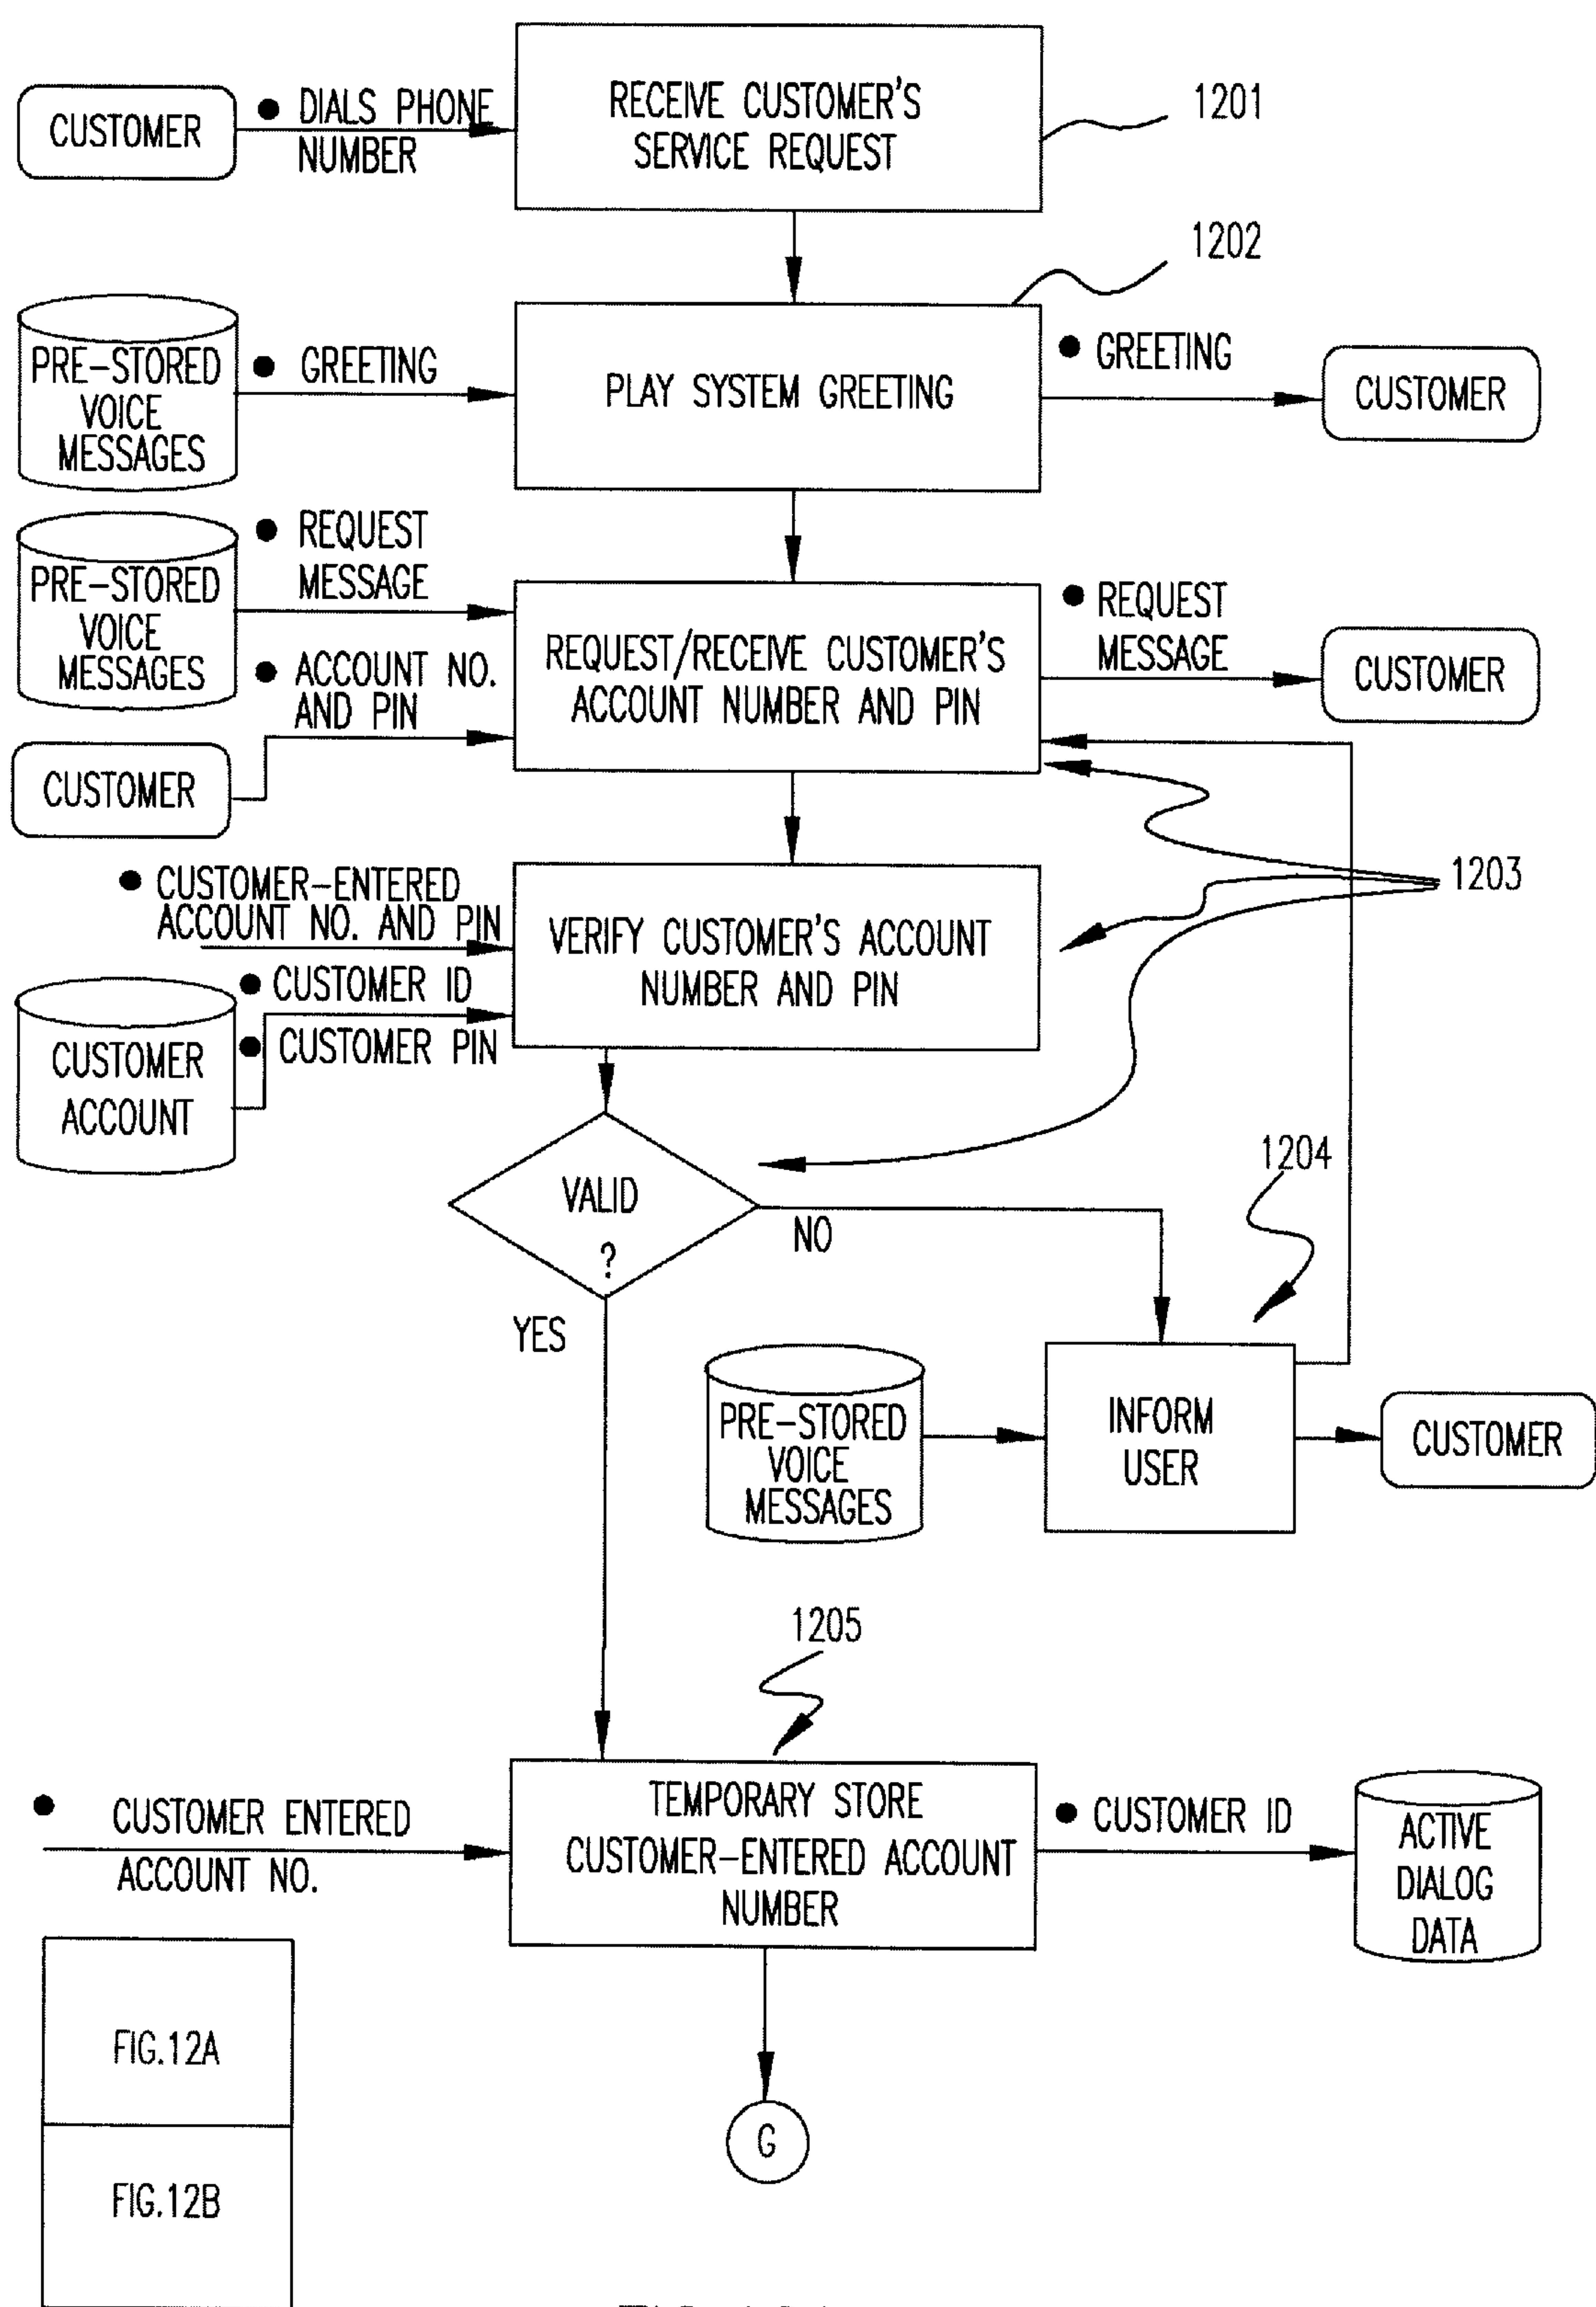 CUSTOMER
● DIALS PHONE
NUMBER
RECEIVE CUSTOMER'S
SERVICE REQUEST
1201
1202
PRE-STORED
VOICE
MESSAGES
● GREETING
PLAY SYSTEM GREETING
● GREETING
CUSTOMER
PRE-STORED
VOICE
MESSAGES
● REQUEST
MESSAGE
● ACCOUNT NO.
AND PIN
CUSTOMER
REQUEST/RECEIVE CUSTOMER'S
ACCOUNT NUMBER AND PIN
● REQUEST
MESSAGE
CUSTOMER
1203
● CUSTOMER-ENTERED
ACCOUNT NO. AND PIN
● CUSTOMER ID
● CUSTOMER PIN
CUSTOMER
ACCOUNT
VERIFY CUSTOMER'S ACCOUNT
NUMBER AND PIN
VALID
?
NO
YES
1204
PRE-STORED
VOICE
MESSAGES
INFORM
USER
CUSTOMER
1205
● CUSTOMER ENTERED
ACCOUNT NO.
TEMPORARY STORE
CUSTOMER-ENTERED ACCOUNT
NUMBER
● CUSTOMER ID
ACTIVE
DIALOG
DATA
G
FIG.12A
FIG.12B